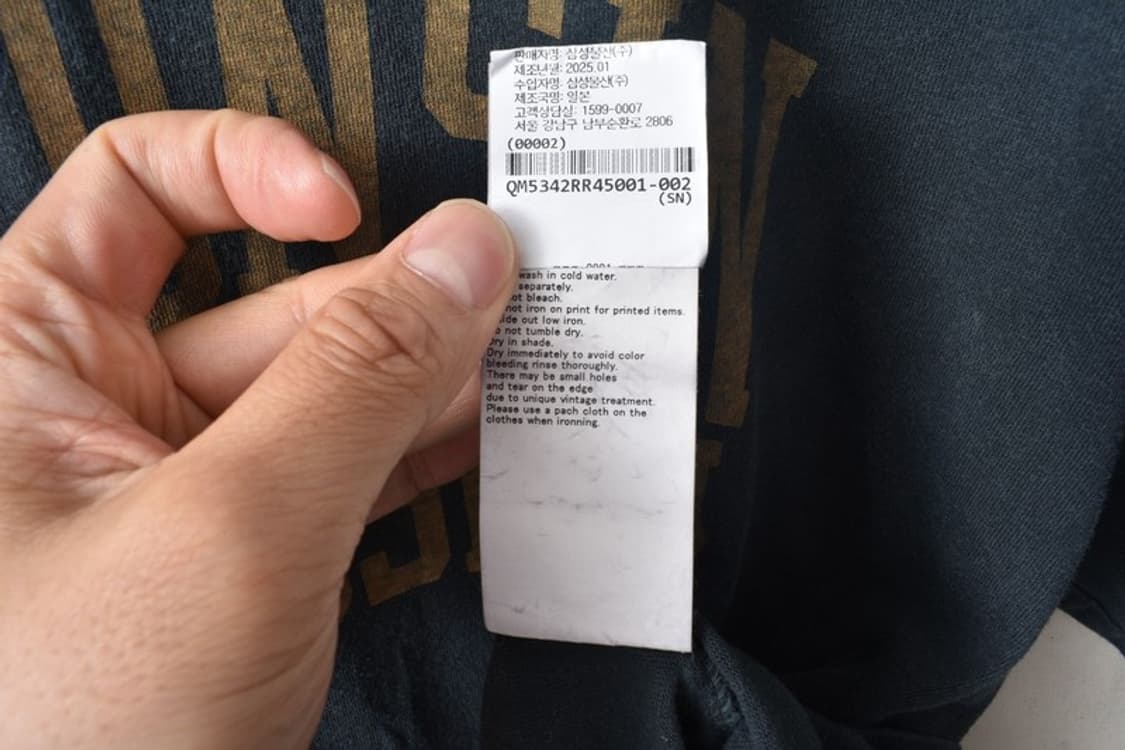 판매자명: 삼성물산(주)
제조년월: 2025.01
수입자명: 삼성물산(주)
제조국명: 일본
고객상담실: 1599-0007
서울 강남구 남부순환로 2806
(00002)
QM5342RR45001-002
(SN)
wash in cold water.
separately.
not bleach.
not iron on print for printed items.
low iron.
not tumble dry.
Dry in shade.
Dry immediately to avoid color
bleeding rinse thoroughly.
There may be small holes
and tear on the edge
due to unique vintage treatment.
Please use a pach cloth on the
clothes when ironning.